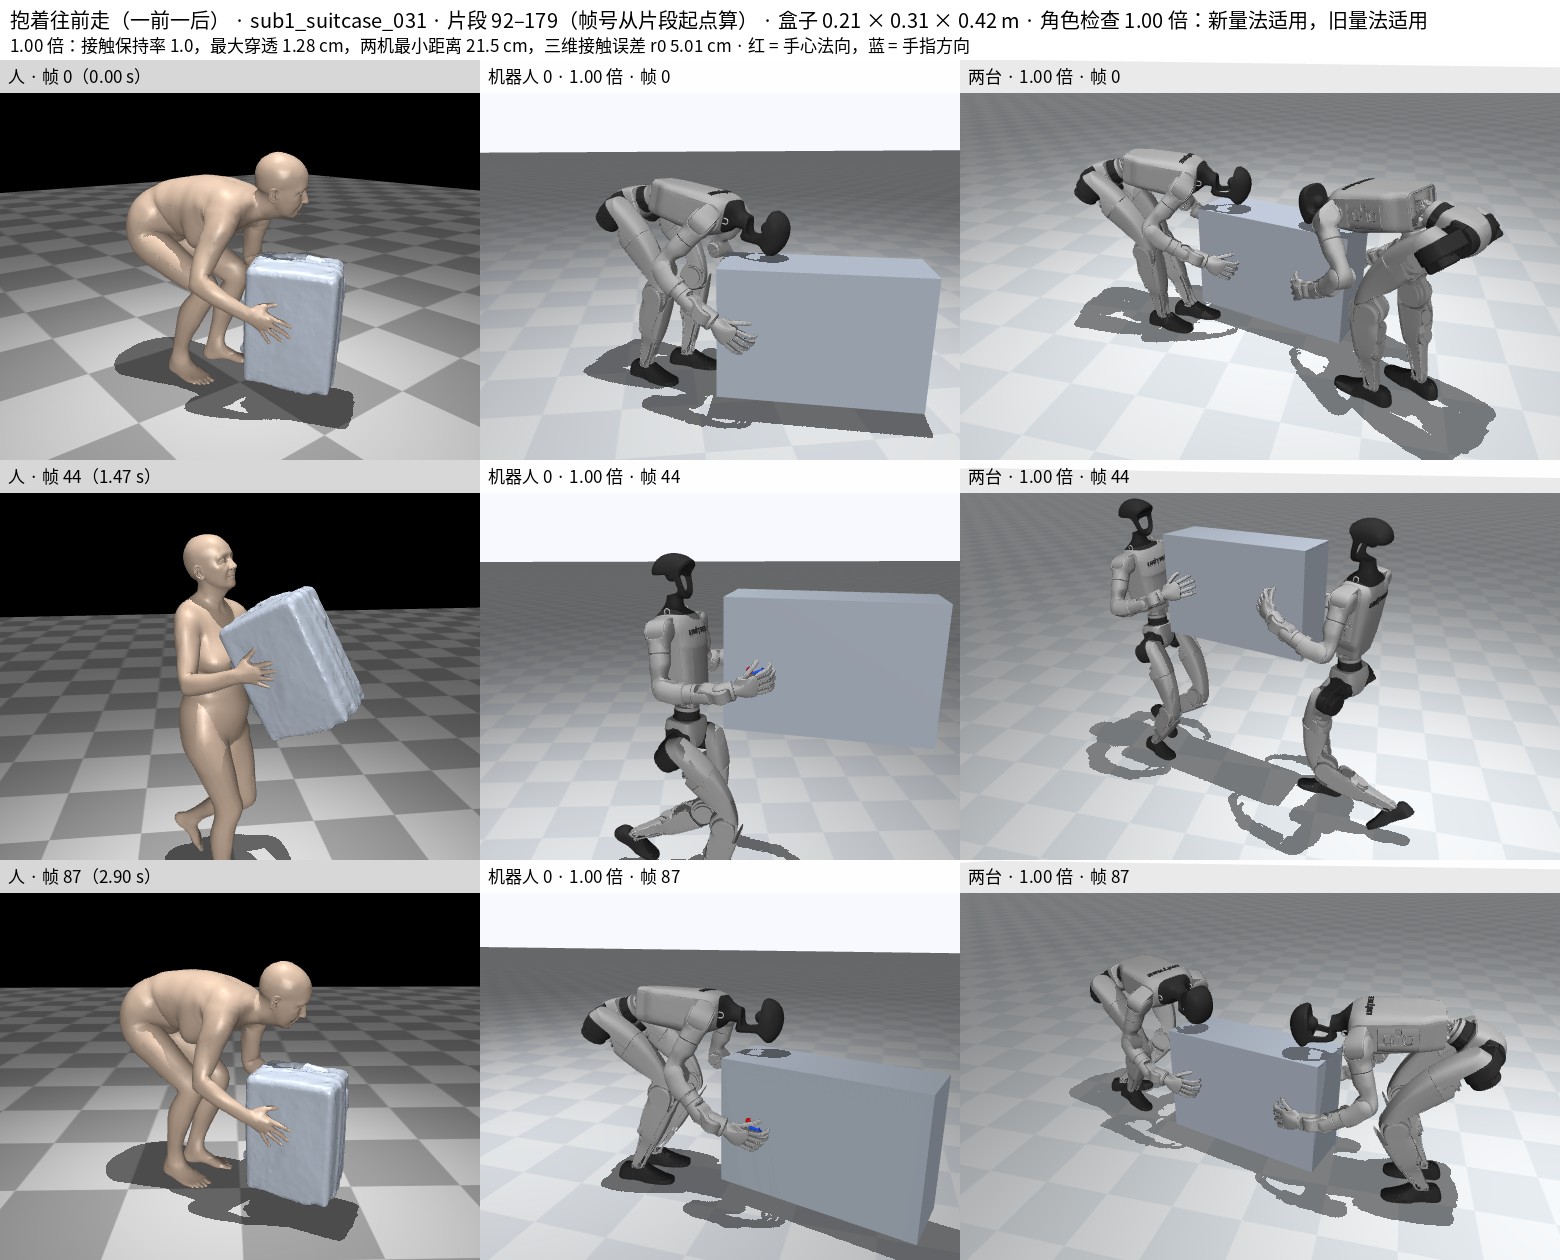 抱着往前走（一前一后） · sub1_suitcase_031 · 片段 92–179（帧号从片段起点算） · 盒子 0.21 × 0.31 × 0.42 m · 角色检查 1.00 倍：新量法适用，旧量法适用
1.00 倍：接触保持率 1.0，最大穿透 1.28 cm，两机最小距离 21.5 cm，三维接触误差 r0 5.01 cm · 红 = 手心法向，蓝 = 手指方向
人 · 帧 0（0.00 s）
机器人 0 · 1.00 倍 · 帧 0
两台 · 1.00 倍 · 帧 0
人 · 帧 44（1.47 s）
机器人 0 · 1.00 倍 · 帧 44
两台 · 1.00 倍 · 帧 44
人 · 帧 87（2.90 s）
机器人 0 · 1.00 倍 · 帧 87
两台 · 1.00 倍 · 帧 87